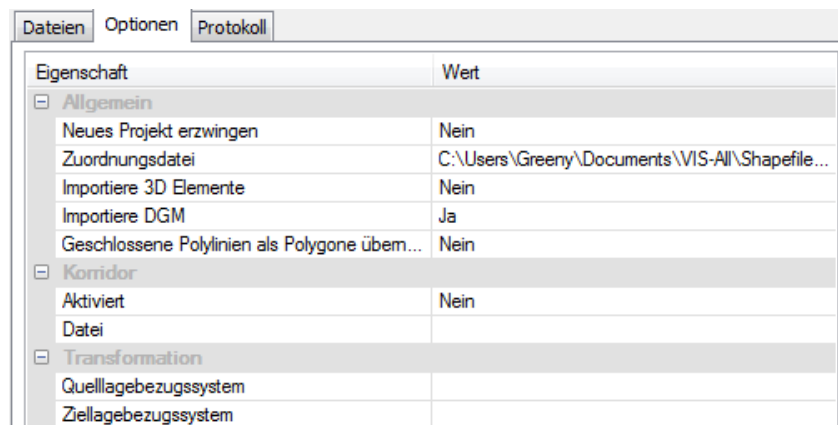 Dateien Optionen Protokoll
Eigenschaft Wert
Allgemein
Neues Projekt erzwingen Nein
Zuordnungsdatei C:\Users\Greeny\Documents\VIS-All\Shapefile...
Importiere 3D Elemente Nein
Importiere DGM Ja
Geschlossene Polylinien als Polygone übern... Nein
Korridor
Aktiviert Nein
Datei
Transformation
Quelllagebezugssystem
Ziellagebezugssystem